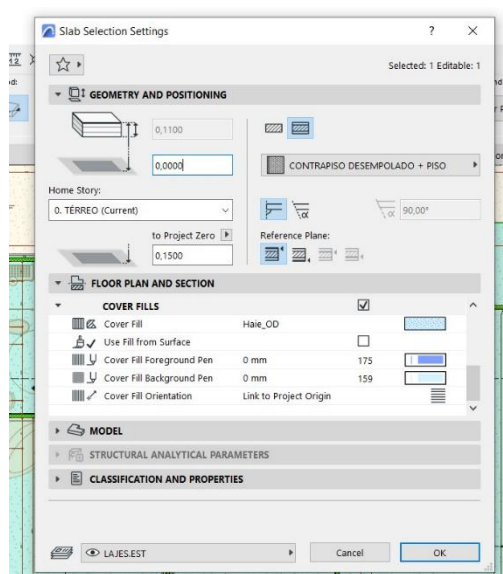 Slab Selection Settings ? ×
Selected: 1 Editable: 1
GEOMETRY AND POSITIONING
0,1100
0,0000
CONTRAPISO DESEMPOLADO + PISO
Home Story:
0. TÉRREO (Current)
α
α 90,00°
to Project Zero
Reference Plane:
0,1500
FLOOR PLAN AND SECTION
COVER FILLS
Cover Fill Haie_OD
Use Fill from Surface
Cover Fill Foreground Pen 0 mm 175
Cover Fill Background Pen 0 mm 159
Cover Fill Orientation Link to Project Origin
MODEL
STRUCTURAL ANALYTICAL PARAMETERS
CLASSIFICATION AND PROPERTIES
LAJES.EST Cancel OK